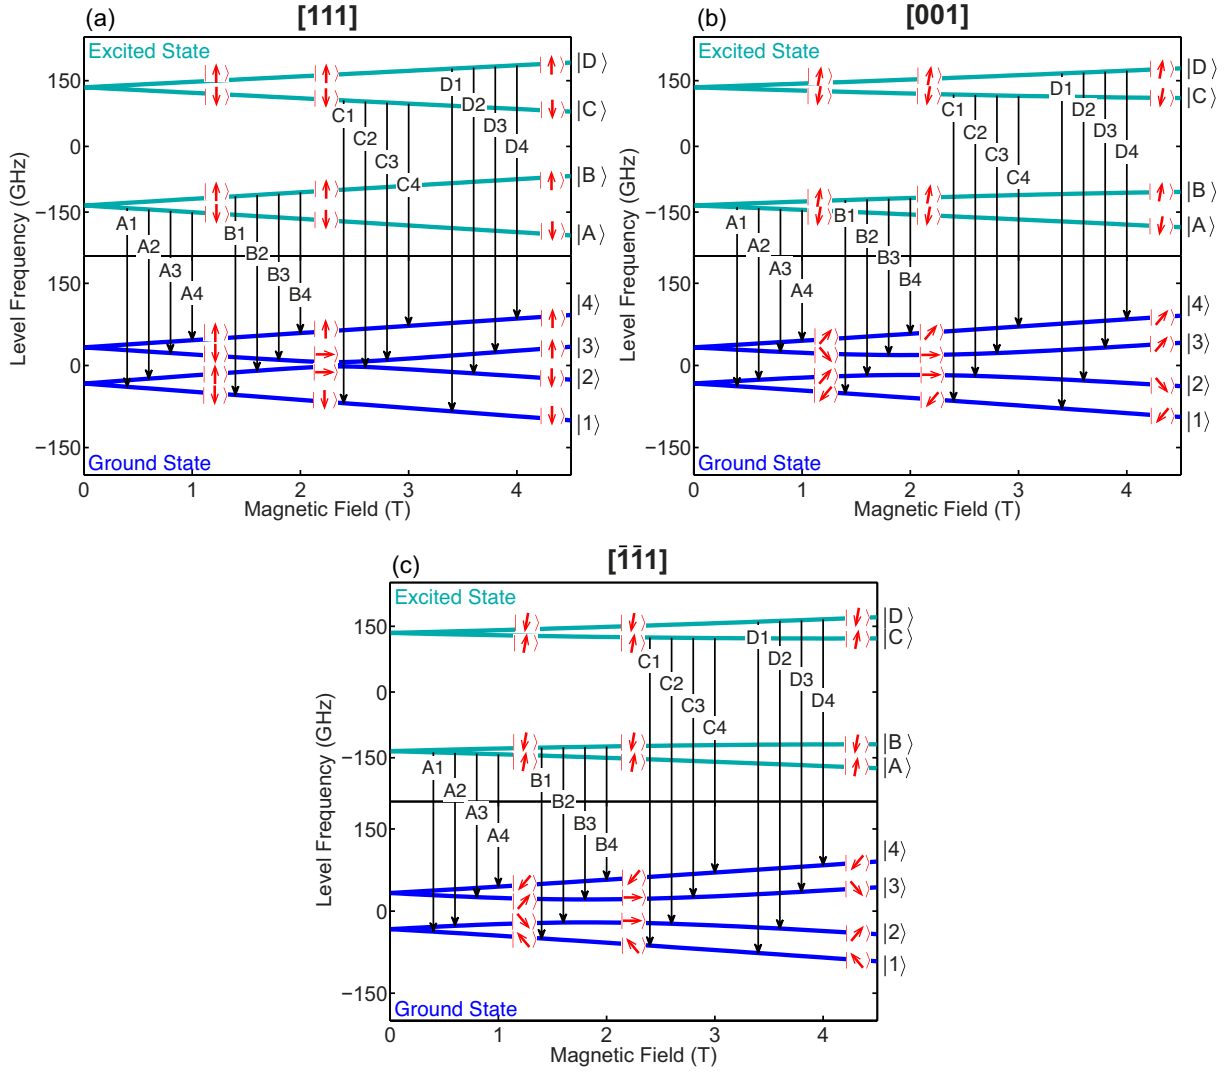 (a) [111]
Excited State
|D⟩
150
|C⟩
0
|B⟩
−150
|A⟩
A1 A2 A3 A4
B1 B2 B3 B4
C1 C2 C3 C4
D1 D2 D3 D4
Level Frequency (GHz)
150
|4⟩
|3⟩
0
|2⟩
|1⟩
−150
Ground State
0 1 2 3 4
Magnetic Field (T)
(b) [001]
Excited State
|D⟩
150
|C⟩
0
|B⟩
−150
|A⟩
A1 A2 A3 A4
B1 B2 B3 B4
C1 C2 C3 C4
D1 D2 D3 D4
Level Frequency (GHz)
150
|4⟩
|3⟩
0
|2⟩
|1⟩
−150
Ground State
0 1 2 3 4
Magnetic Field (T)
(c) [1̄1̄1]
Excited State
|D⟩
150
|C⟩
0
|B⟩
−150
|A⟩
A1 A2 A3 A4
B1 B2 B3 B4
C1 C2 C3 C4
D1 D2 D3 D4
Level Frequency (GHz)
150
|4⟩
|3⟩
0
|2⟩
|1⟩
−150
Ground State
0 1 2 3 4
Magnetic Field (T)